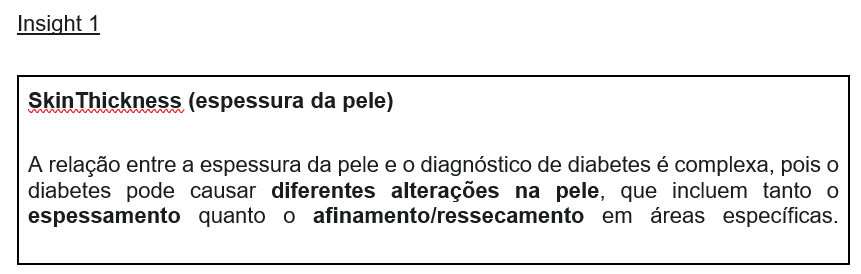 Insight 1
SkinThickness (espessura da pele)
A relação entre a espessura da pele e o diagnóstico de diabetes é complexa, pois o
diabetes pode causar diferentes alterações na pele, que incluem tanto o
espessamento quanto o afinamento/ressecamento em áreas específicas.